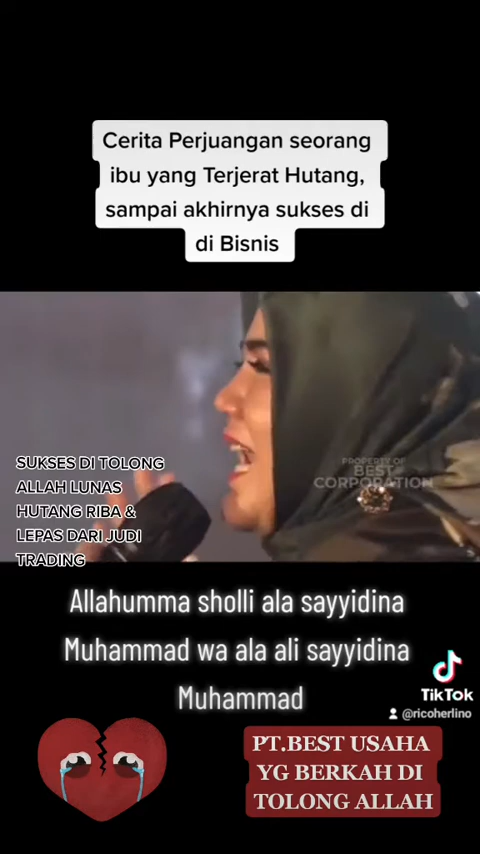 Cerita Perjuangan seorang
ibu yang Terjerat Hutang,
sampai akhirnya sukses di
di Bisnis
SUKSES DI TOLONG
ALLAH LUNAS
HUTANG RIBA &
LEPAS DARI JUDI
TRADING
PROPERTY OF
BEST
CORPORATION
Allahumma sholli ala sayyidina
Muhammad wa ala ali sayyidina
Muhammad
TikTok
@ricoherlino
PT.BEST USAHA
YG BERKAH DI
TOLONG ALLAH